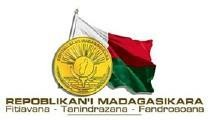 REPOBLIKAN'I MADAGASIKARA
Fitiavana - Tanindrazana - Fandrosoana